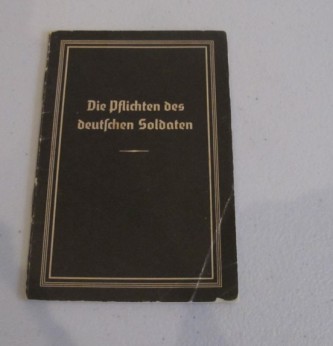 Die Pflichten des
deutſchen Soldaten